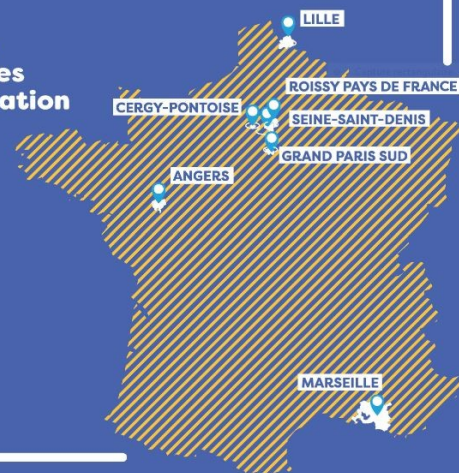 LILLE
es
ation
ROISSY PAYS DE FRANCE
CERGY-PONTOISE
SEINE-SAINT-DENIS
GRAND PARIS SUD
ANGERS
MARSEILLE